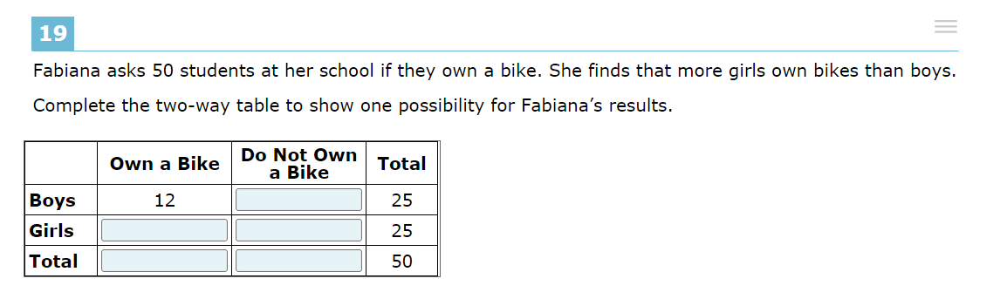 19
Fabiana asks 50 students at her school if they own a bike. She finds that more girls own bikes than boys.
Complete the two-way table to show one possibility for Fabiana’s results.
Own a Bike Do Not Own a Bike Total
Boys 12 25
Girls 25
Total 50